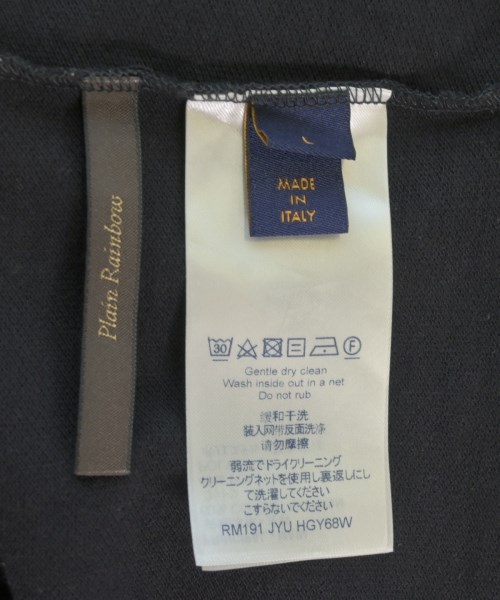 Plain Rainbow
MADE
IN
ITALY
30 F
Gentle dry clean
Wash inside out in a net
Do not rub
缓和干洗
装入网带反面洗涤
请勿摩擦
弱流でドライクリーニング
クリーニングネットを使用し裏返しにし
て洗濯してください
こすらないでください
RM191 JYU HGY68W